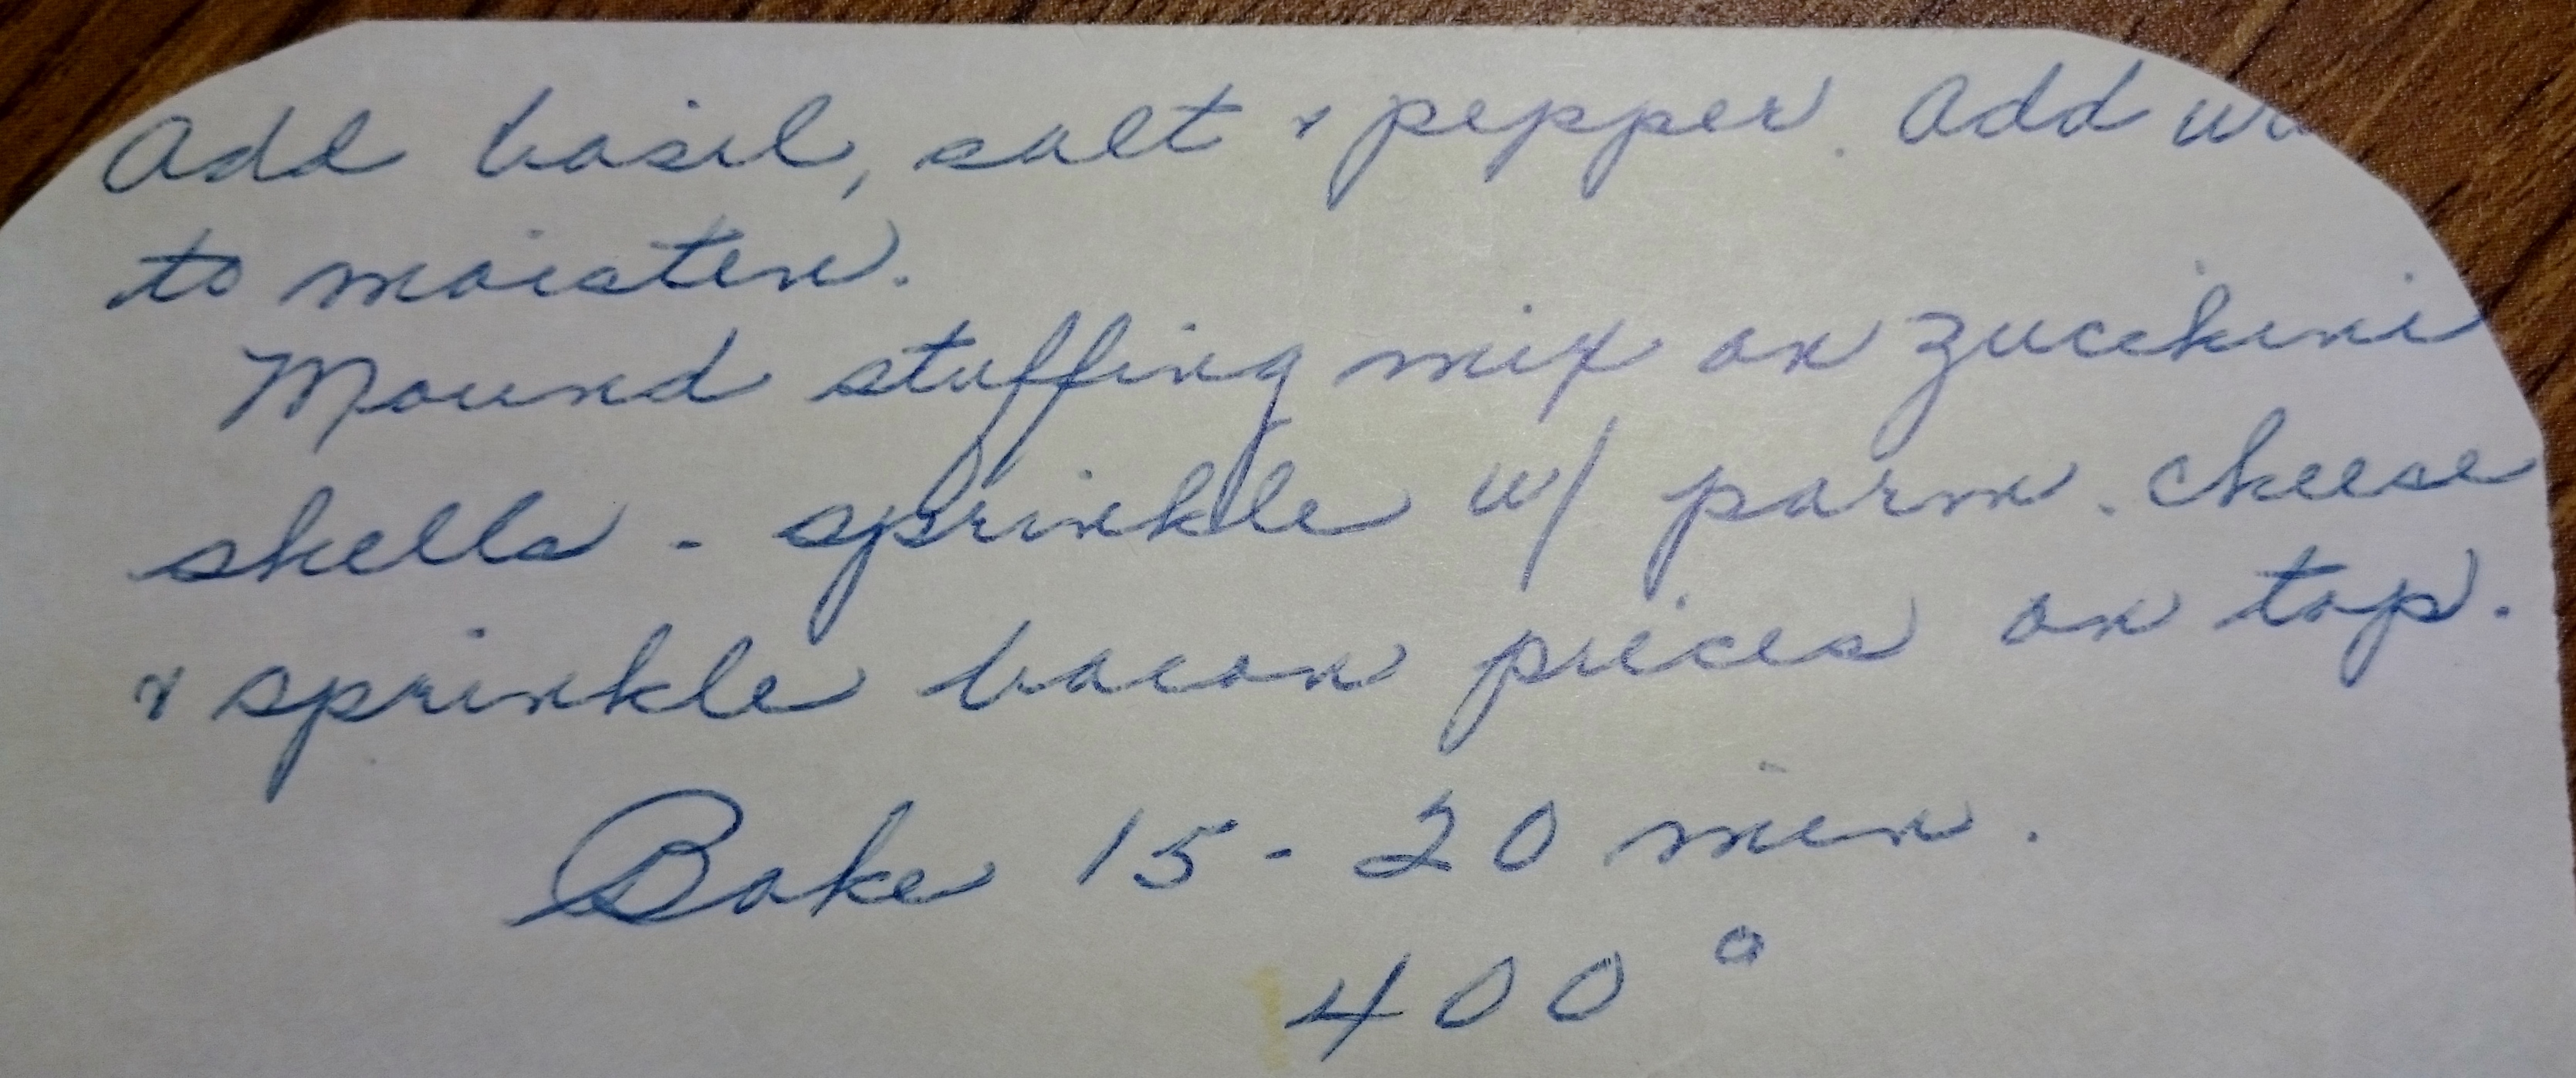 Add basil, salt & pepper. Add
to moisten.
Mound stuffing mix on zucchini
shells - sprinkle w/ parm. cheese
& sprinkle bacon pieces on top.
Bake 15-20 min.
400°